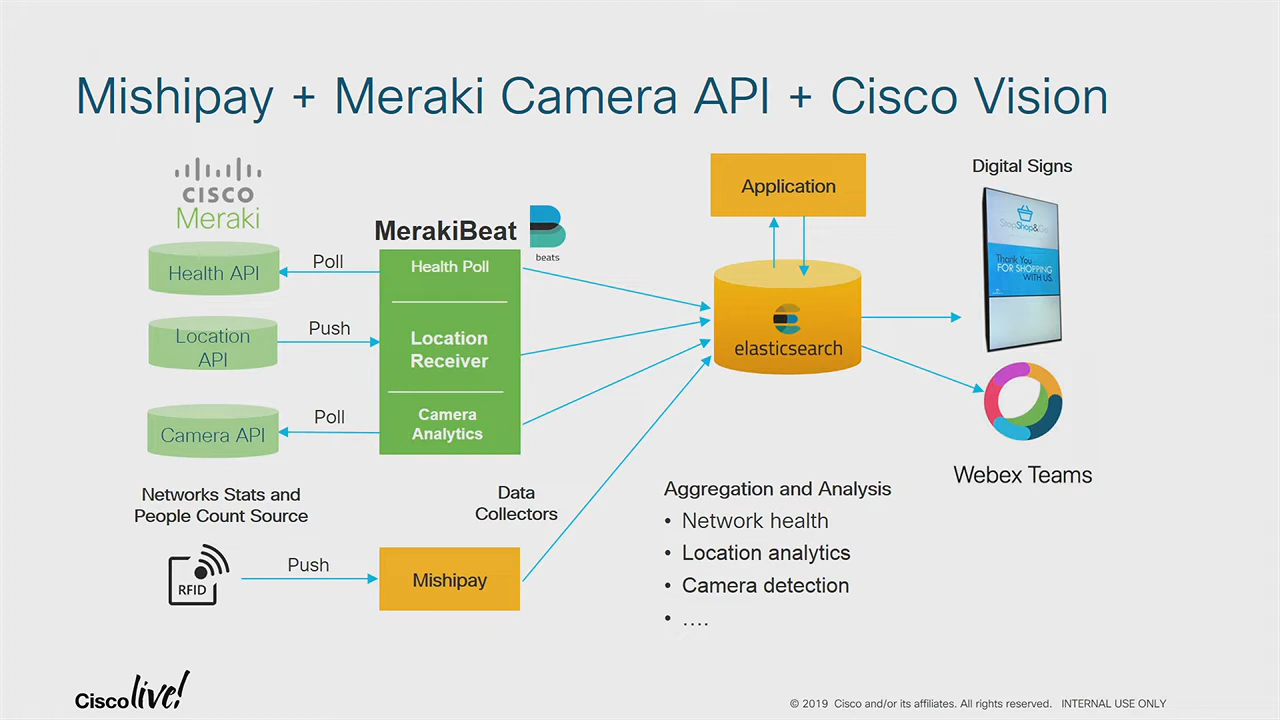 Mishipay + Meraki Camera API + Cisco Vision
CISCO
Meraki
Health API
Location
API
Camera API
Networks Stats and
People Count Source
RFID
Poll
Push
Poll
Push
MerakiBeat
beats
Health Poll
Location
Receiver
Camera
Analytics
Data
Collectors
Mishipay
Application
elasticsearch
Aggregation and Analysis
• Network health
• Location analytics
• Camera detection
• ....
Digital Signs
StopShop&Go
Thank You
FOR SHOPPING
WITH US.
Webex Teams
Cisco live!
© 2019 Cisco and/or its affiliates. All rights reserved. INTERNAL USE ONLY